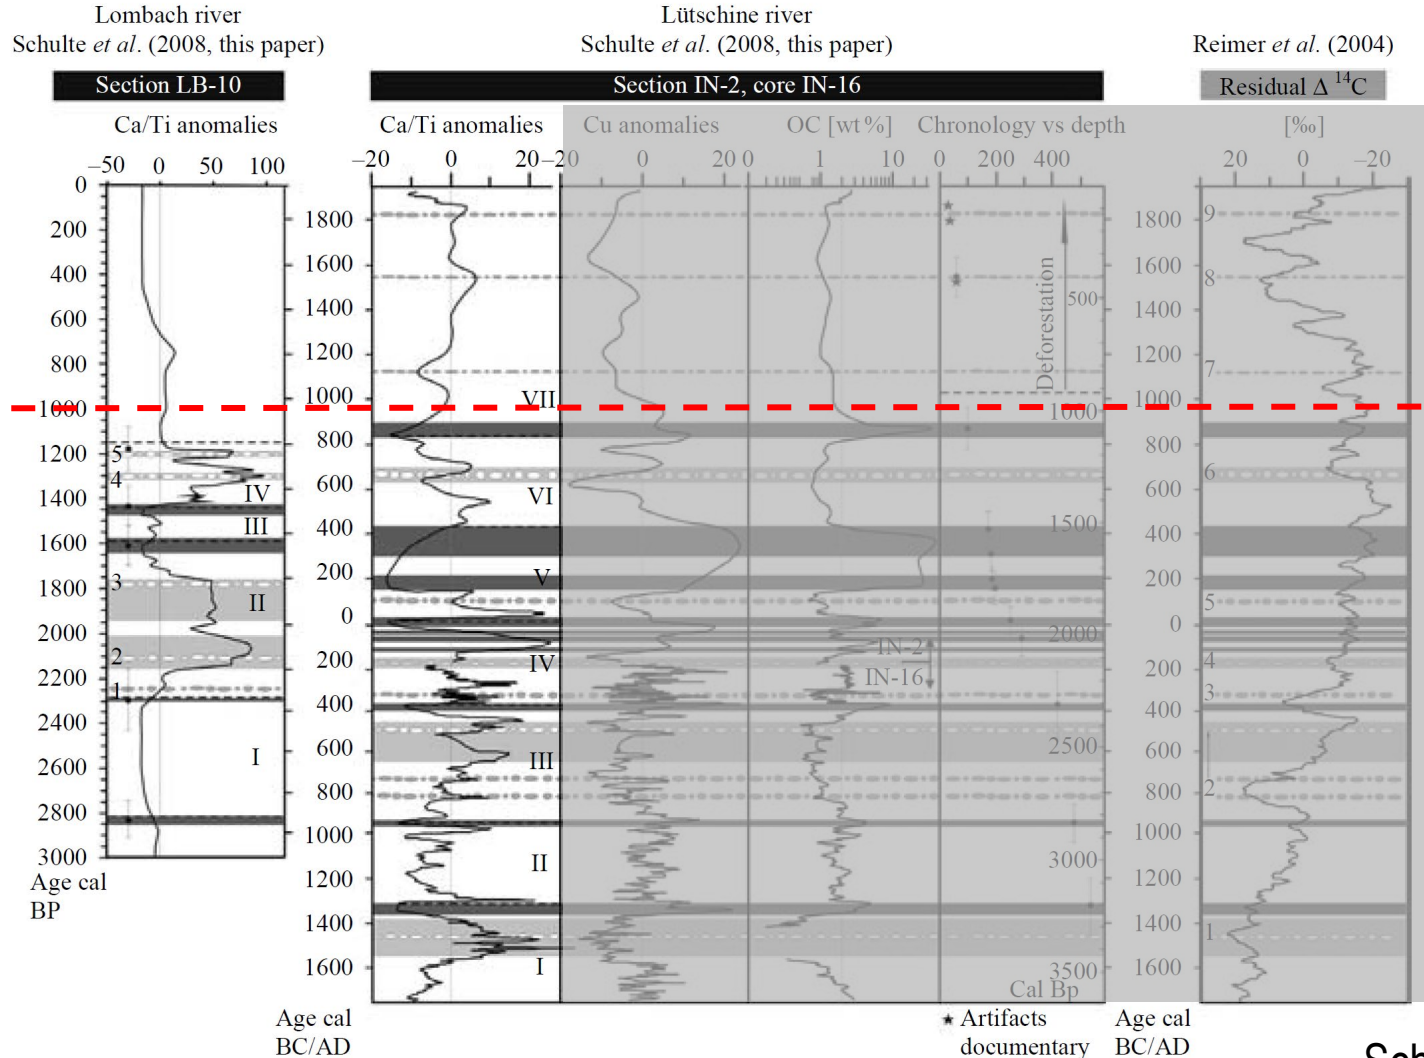 Lombach river
Schulte et al. (2008, this paper)
Lütschine river
Schulte et al. (2008, this paper)
Reimer et al. (2004)
Section LB-10
Section IN-2, core IN-16
Residual Δ ¹⁴C
Ca/Ti anomalies
Ca/Ti anomalies
Cu anomalies
OC [wt%]
Chronology vs depth
[‰]
−50 0 50 100
−20 0 20
−20 0 20
0 1 10
0 200 400
20 0 −20
0
200
400
600
800
1000
1200
1400
1600
1800
2000
2200
2400
2600
2800
3000
Age cal
BP
5
4
IV
III
3
II
2
1
I
1800
1600
1400
1200
1000
800
600
400
200
0
200
400
600
800
1000
1200
1400
1600
Age cal
BC/AD
VII
VI
V
IV
III
II
I
IN-2
IN-16
Deforestation
500
1000
1500
2000
2500
3000
3500
Cal Bp
★ Artifacts
documentary
1800
1600
1400
1200
1000
800
600
400
200
0
200
400
600
800
1000
1200
1400
1600
Age cal
BC/AD
9
8
7
6
5
4
3
2
1
Sch